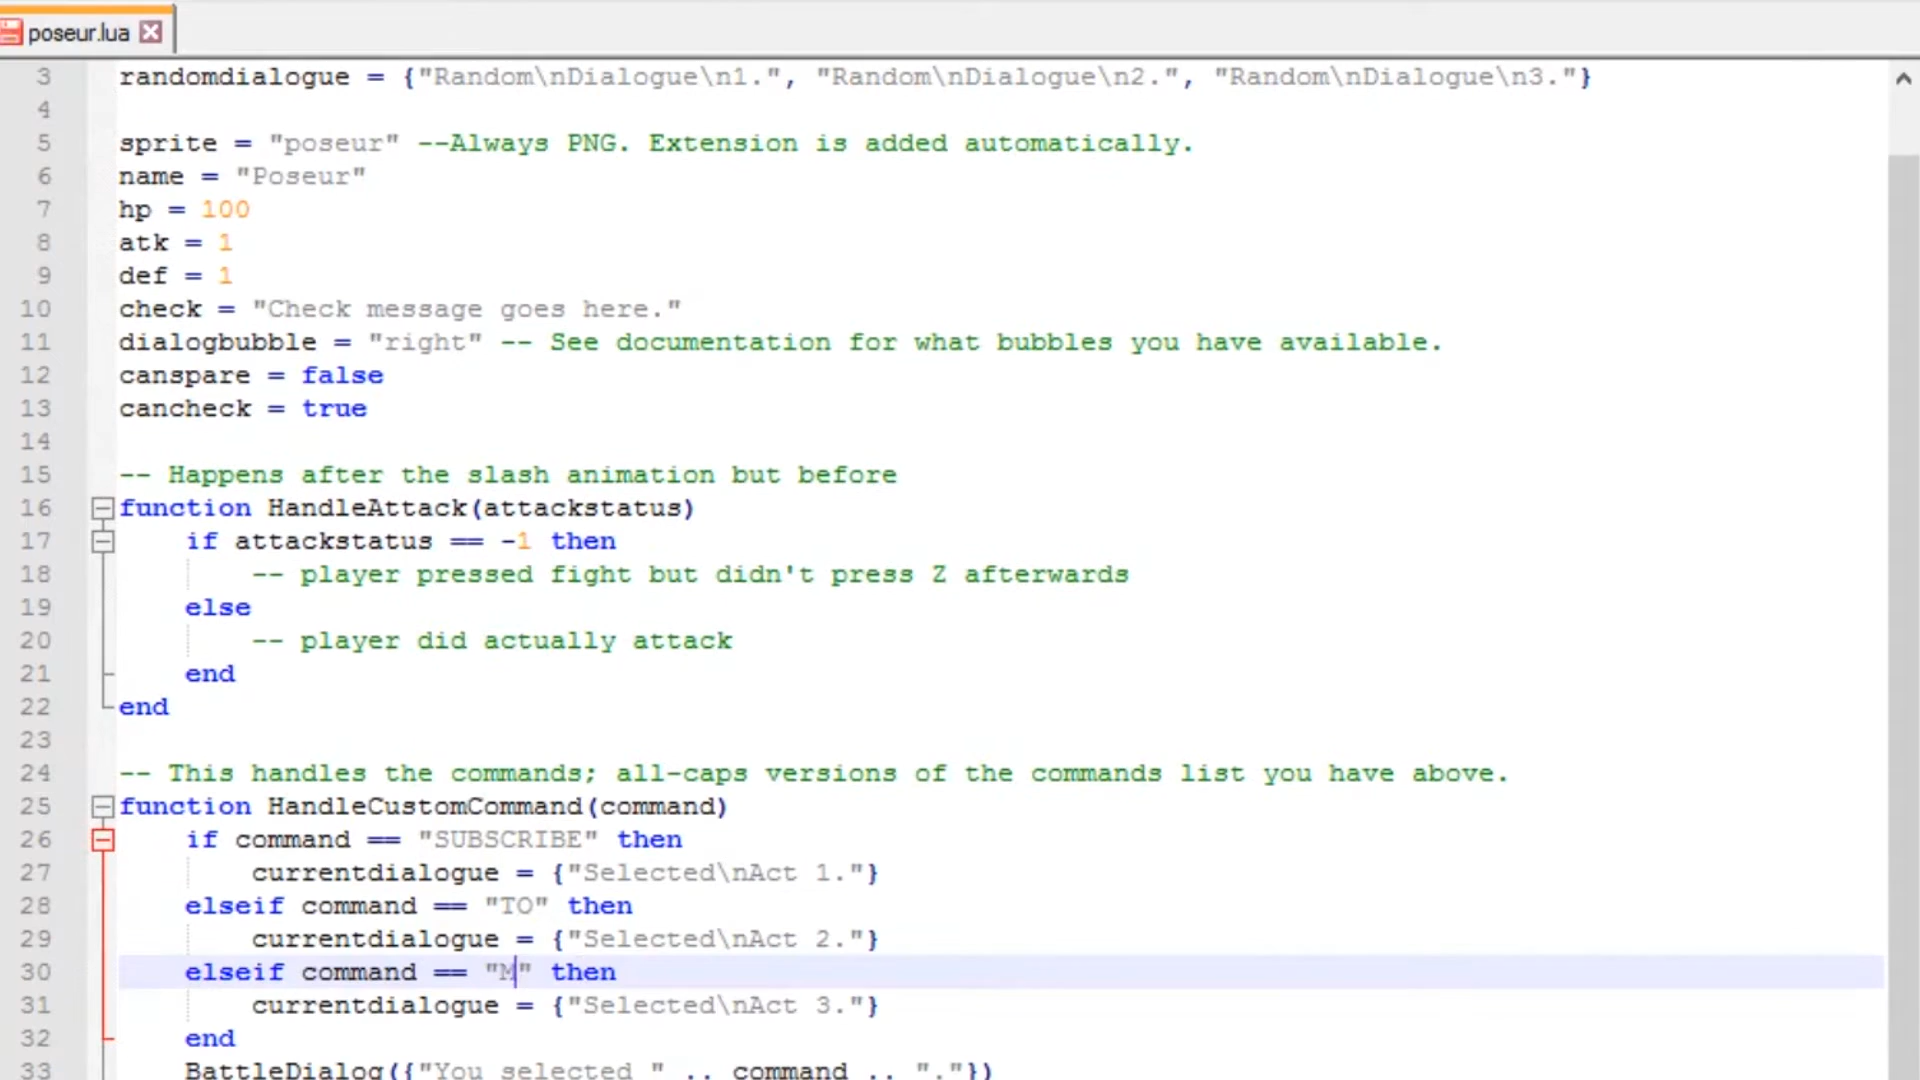 poseur.lua
3 randomdialogue = {"Random\nDialogue\n1.", "Random\nDialogue\n2.", "Random\nDialogue\n3."}
4
5 sprite = "poseur" --Always PNG. Extension is added automatically.
6 name = "Poseur"
7 hp = 100
8 atk = 1
9 def = 1
10 check = "Check message goes here."
11 dialogbubble = "right" -- See documentation for what bubbles you have available.
12 canspare = false
13 cancheck = true
14
15 -- Happens after the slash animation but before
16 function HandleAttack(attackstatus)
17 if attackstatus == -1 then
18 -- player pressed fight but didn't press Z afterwards
19 else
20 -- player did actually attack
21 end
22 end
23
24 -- This handles the commands; all-caps versions of the commands list you have above.
25 function HandleCustomCommand(command)
26 if command == "SUBSCRIBE" then
27 currentdialogue = {"Selected\nAct 1."}
28 elseif command == "TO" then
29 currentdialogue = {"Selected\nAct 2."}
30 elseif command == "M" then
31 currentdialogue = {"Selected\nAct 3."}
32 end
33 BattleDialog({"You selected " .. command .. "."})